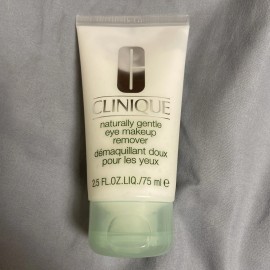 CLINIQUE
naturally gentle
eye makeup
remover
démaquillant doux
pour les yeux
2.5 FL.OZ.LIQ./75 ml ℮